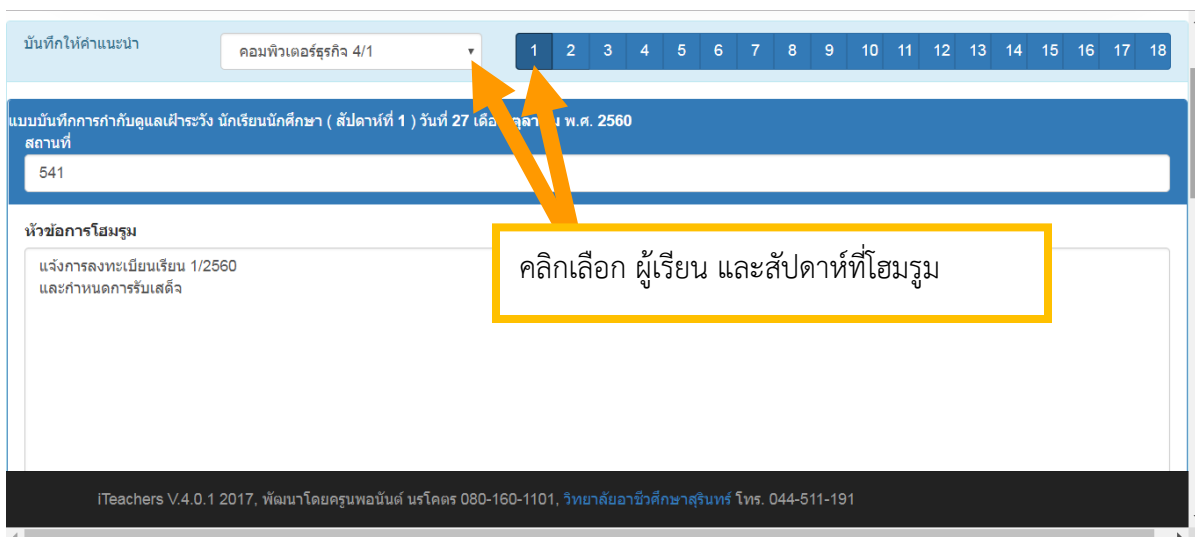 บันทึกให้คำแนะนำ
คอมพิวเตอร์ธุรกิจ 4/1
1 2 3 4 5 6 7 8 9 10 11 12 13 14 15 16 17 18
แบบบันทึกการกำกับดูแลเฝ้าระวัง นักเรียนนักศึกษา ( สัปดาห์ที่ 1 ) วันที่ 27 พ.ศ. 2560
สถานที่
541
หัวข้อการโฮมรูม
แจ้งการลงทะเบียนเรียน 1/2560
และกำหนดการรับเสด็จ
คลิกเลือก ผู้เรียน และสัปดาห์ที่โฮมรูม
iTeachers V.4.0.1 2017, พัฒนาโดยครูนพอนันต์ นรโคตร 080-160-1101, วิทยาลัยอาชีวศึกษาสุรินทร์ โทร. 044-511-191